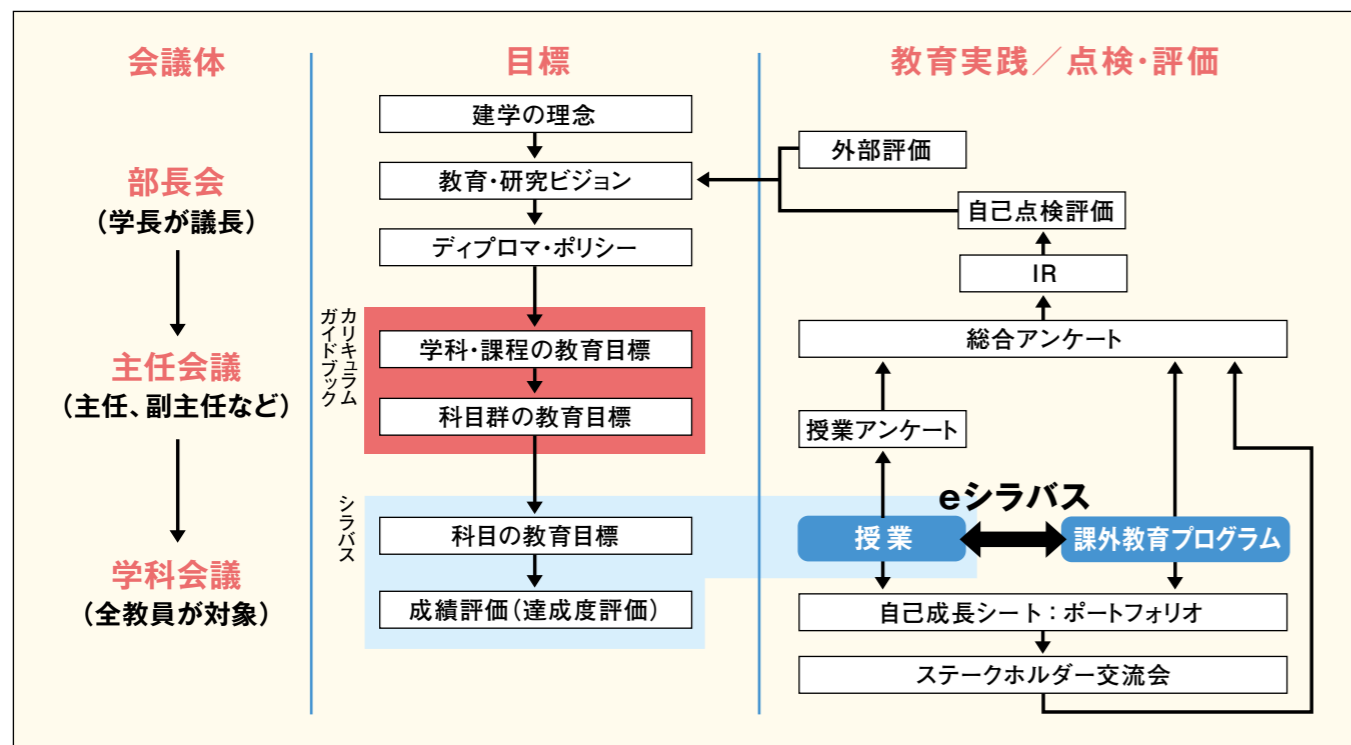 会議体
部長会
（学長が議長）
主任会議
（主任、副主任など）
学科会議
（全教員が対象）
目標
建学の理念
教育・研究ビジョン
ディプロマ・ポリシー
カリキュラム
ガイドブック
学科・課程の教育目標
科目群の教育目標
シラバス
科目の教育目標
成績評価（達成度評価）
教育実践／点検・評価
外部評価
自己点検評価
IR
総合アンケート
授業アンケート
eシラバス
授業
課外教育プログラム
自己成長シート：ポートフォリオ
ステークホルダー交流会